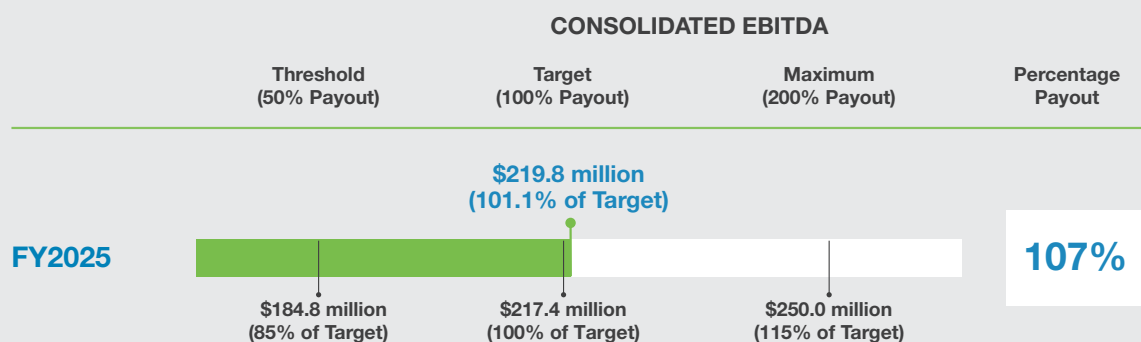 CONSOLIDATED EBITDA
Threshold
(50% Payout)
Target
(100% Payout)
Maximum
(200% Payout)
Percentage
Payout
$219.8 million
(101.1% of Target)
FY2025
107%
$184.8 million
(85% of Target)
$217.4 million
(100% of Target)
$250.0 million
(115% of Target)